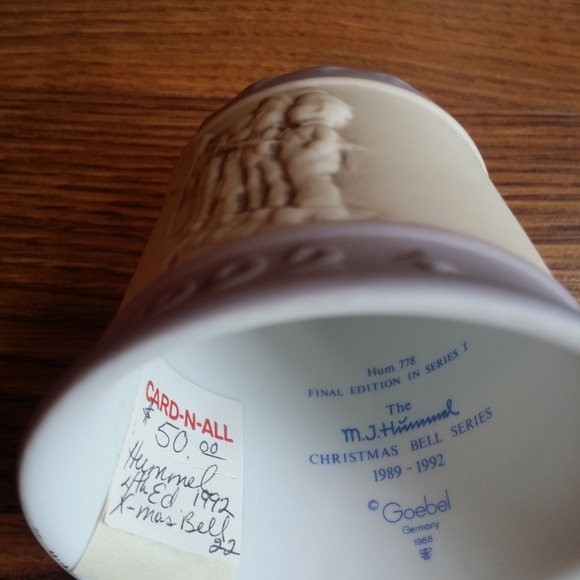 CARD-N-ALL
$ 50.00
Hummel
4th Ed 1992
X-mas Bell
22
Hum 778
FINAL EDITION IN SERIES I
The
M.J. Hummel
CHRISTMAS BELL SERIES
1989 - 1992
© Goebel
Germany
1988